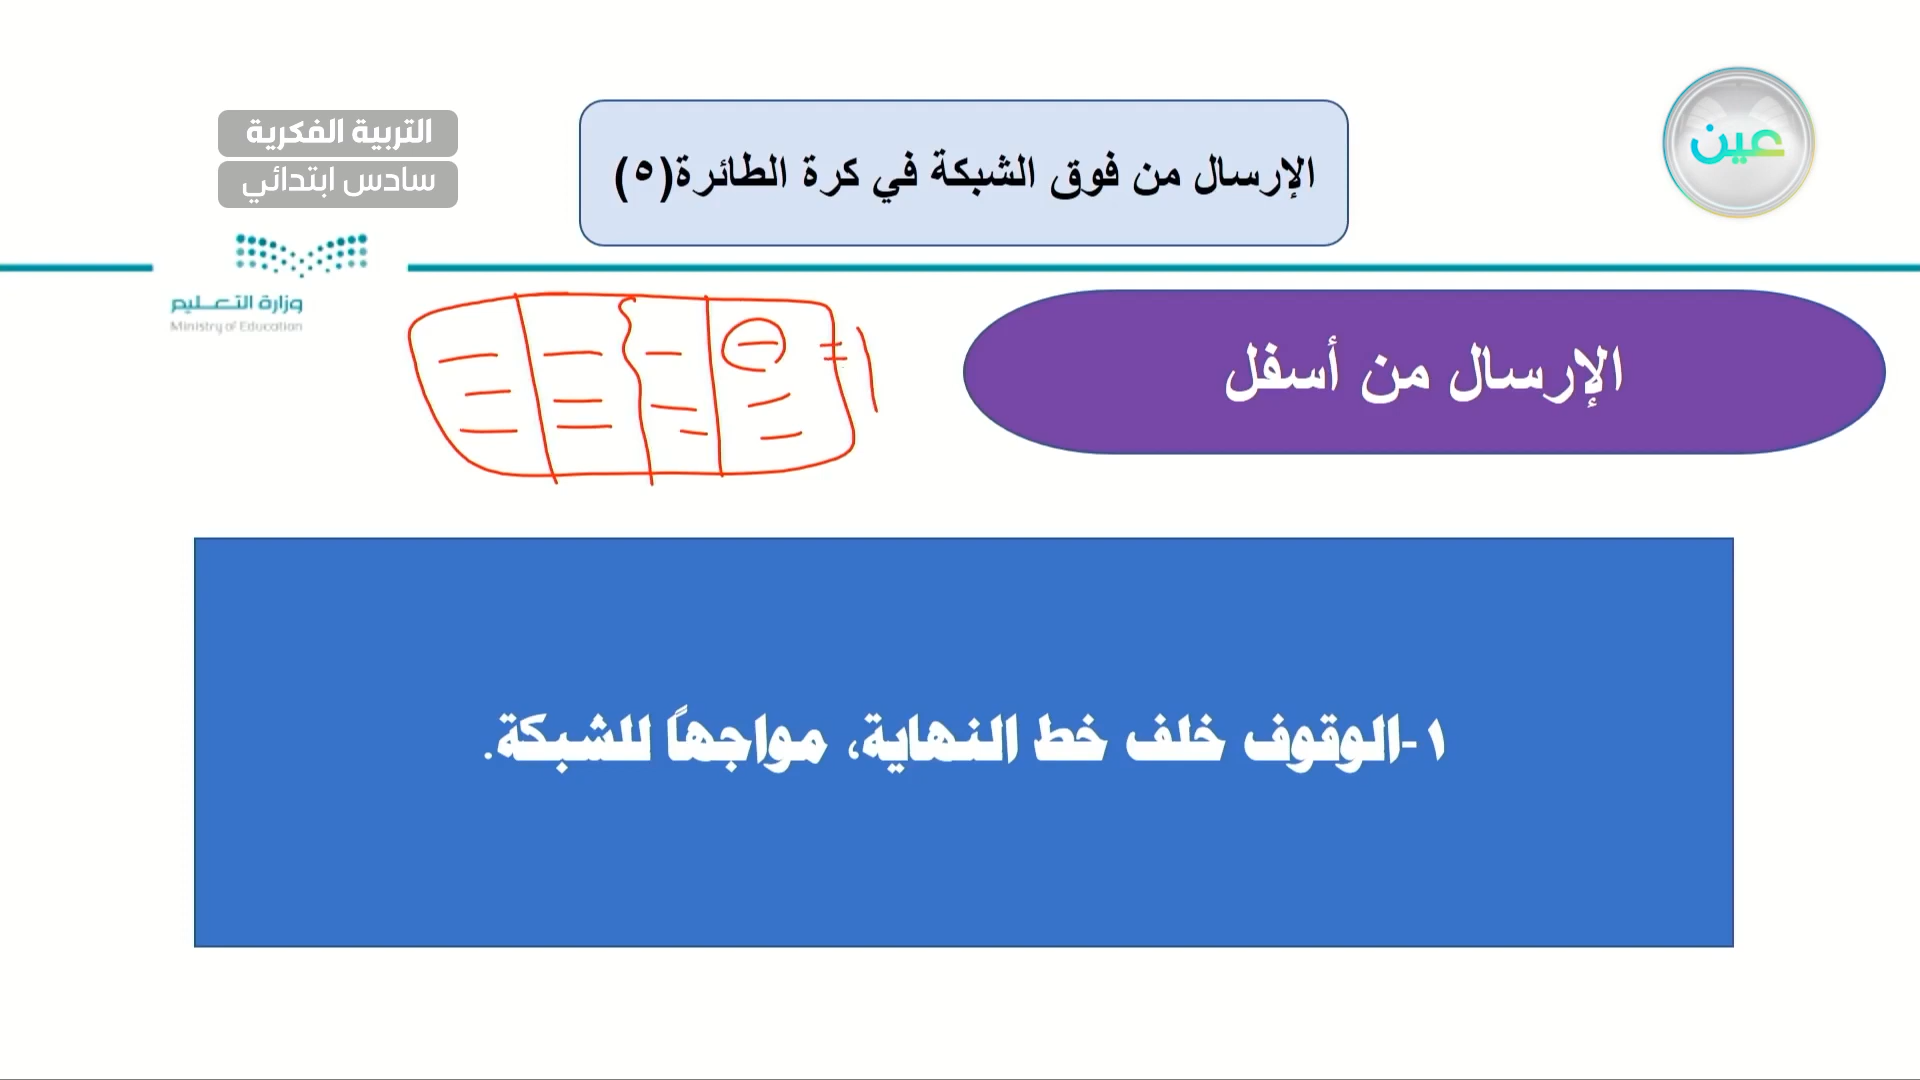 عين
الإرسال من فوق الشبكة في كرة الطائرة(٥)
التربية الفكرية
سادس ابتدائي
وزارة التعليم
Ministry of Education
الإرسال من أسفل
١-الوقوف خلف خط النهاية، مواجهاً للشبكة.